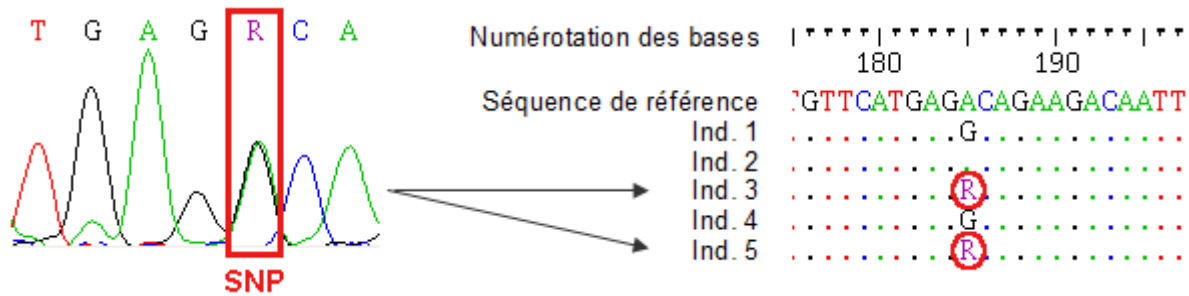 T G A G R C A
SNP
Numérotation des bases
180 190
Séquence de référence TGTTCATGAGACAGAAGACAATT
Ind. 1 ..........G............
Ind. 2 .......................
Ind. 3 ..........R............
Ind. 4 ..........G............
Ind. 5 ..........R............